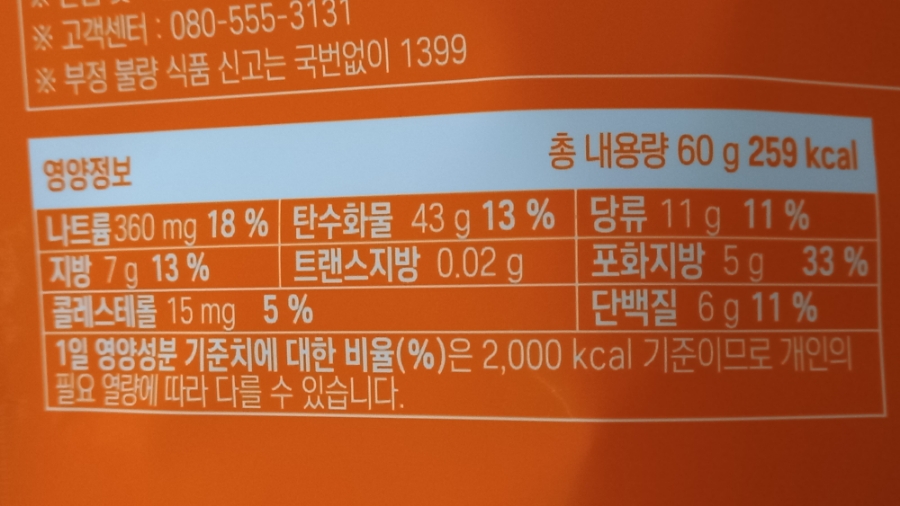 ※ 고객센터 : 080-555-3131
※ 부정 불량 식품 신고는 국번없이 1399
영양정보 총 내용량 60 g 259 kcal
나트륨 360 mg 18 % 탄수화물 43 g 13 % 당류 11 g 11 %
지방 7 g 13 % 트랜스지방 0.02 g 포화지방 5 g 33 %
콜레스테롤 15 mg 5 % 단백질 6 g 11 %
1일 영양성분 기준치에 대한 비율(%)은 2,000 kcal 기준이므로 개인의
필요 열량에 따라 다를 수 있습니다.